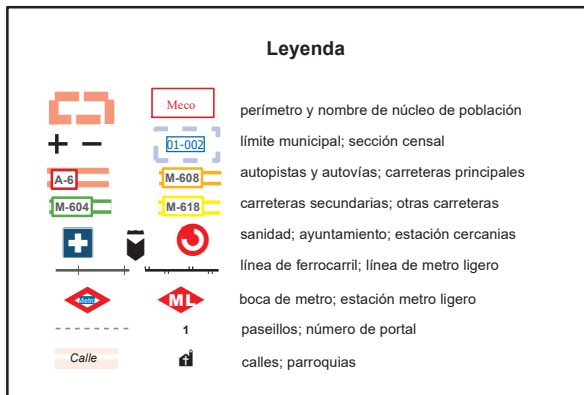 Leyenda
Meco
perímetro y nombre de núcleo de población
01-002
límite municipal; sección censal
A-6
M-608
autopistas y autovías; carreteras principales
M-604
M-618
carreteras secundarias; otras carreteras
sanidad; ayuntamiento; estación cercanias
línea de ferrocarril; línea de metro ligero
Metro
ML
boca de metro; estación metro ligero
1
paseillos; número de portal
Calle
calles; parroquias